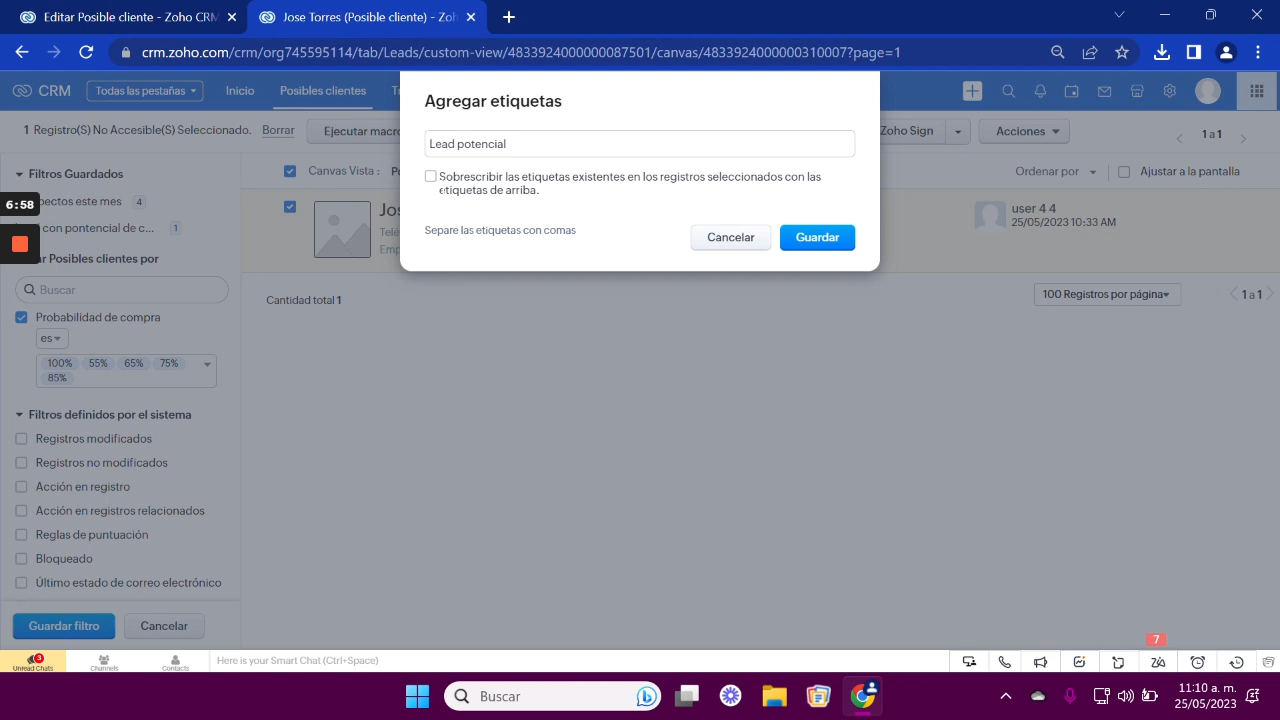 Editar Posible cliente - Zoho CRM
Jose Torres (Posible cliente) - Zoh
crm.zoho.com/crm/org745595114/tab/Leads/custom-view/4833924000000087501/canvas/4833924000000310007?page=1
CRM
Todas las pestañas
Inicio
Posibles clientes
1 Registro(S) No Accesible(S) Seleccionado.
Borrar
Ejecutar macro
Zoho Sign
Acciones
1 a 1
Agregar etiquetas
Lead potencial
Sobrescribir las etiquetas existentes en los registros seleccionados con las
etiquetas de arriba.
Separe las etiquetas con comas
Cancelar
Guardar
Filtros Guardados
pectos este mes 4
con pontencial de c... 1
6:58
Posibles clientes por
Buscar
Probabilidad de compra
es
100% 55% 65% 75%
85%
Filtros definidos por el sistema
Registros modificados
Registros no modificados
Acción en registro
Acción en registros relacionados
Reglas de puntuación
Bloqueado
Último estado de correo electrónico
Guardar filtro
Cancelar
Canvas Vista :
Ordenar por
Ajustar a la pantalla
user 4 4
25/05/2023 10:33 AM
Cantidad total 1
100 Registros por página
1 a 1
7
3
Unread Chats
Channels
Contacts
Here is your Smart Chat (Ctrl+Space)
Buscar
11:10 a. m.
25/05/2023